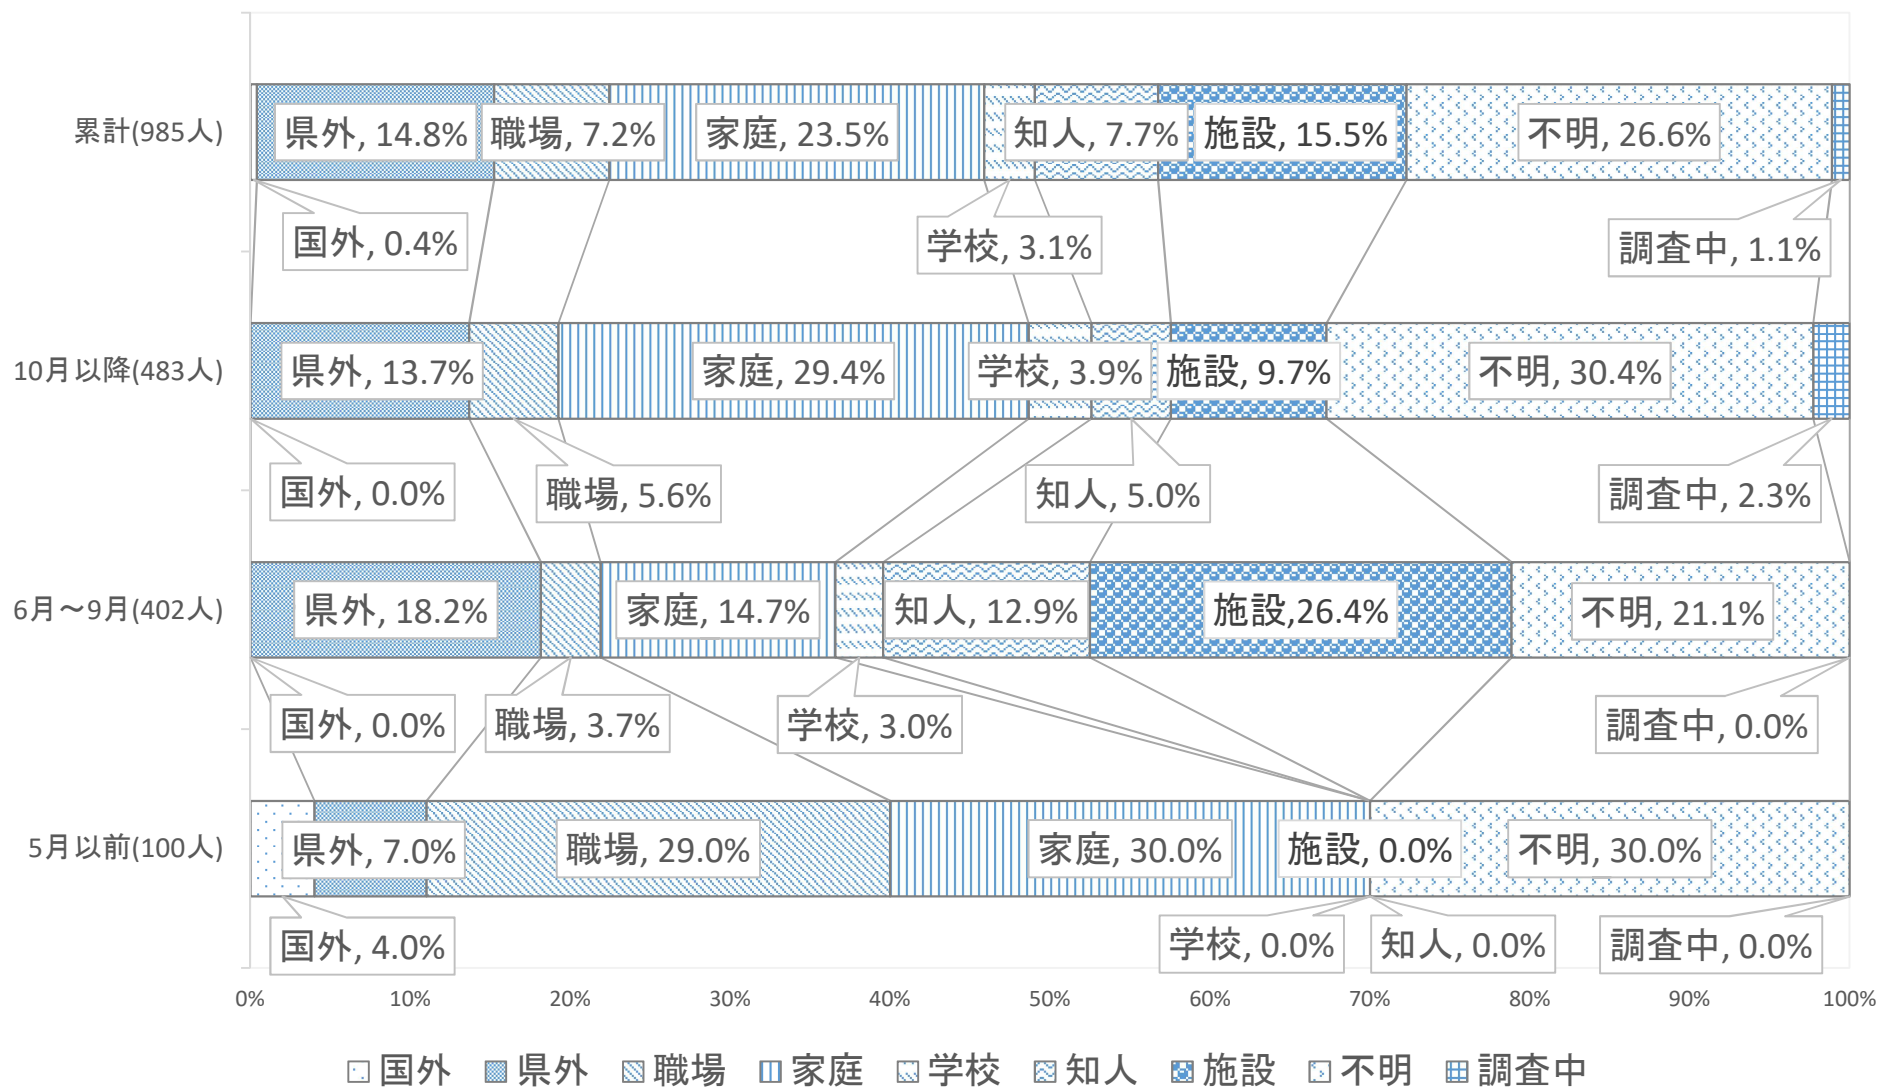 累計(985人)
県外, 14.8%
職場, 7.2%
家庭, 23.5%
知人, 7.7%
施設, 15.5%
不明, 26.6%
国外, 0.4%
学校, 3.1%
調査中, 1.1%
10月以降(483人)
県外, 13.7%
家庭, 29.4%
学校, 3.9%
施設, 9.7%
不明, 30.4%
国外, 0.0%
職場, 5.6%
知人, 5.0%
調査中, 2.3%
6月～9月(402人)
県外, 18.2%
家庭, 14.7%
知人, 12.9%
施設,26.4%
不明, 21.1%
国外, 0.0%
職場, 3.7%
学校, 3.0%
調査中, 0.0%
5月以前(100人)
県外, 7.0%
職場, 29.0%
家庭, 30.0%
施設, 0.0%
不明, 30.0%
国外, 4.0%
学校, 0.0%
知人, 0.0%
調査中, 0.0%
0% 10% 20% 30% 40% 50% 60% 70% 80% 90% 100%
国外 県外 職場 家庭 学校 知人 施設 不明 調査中